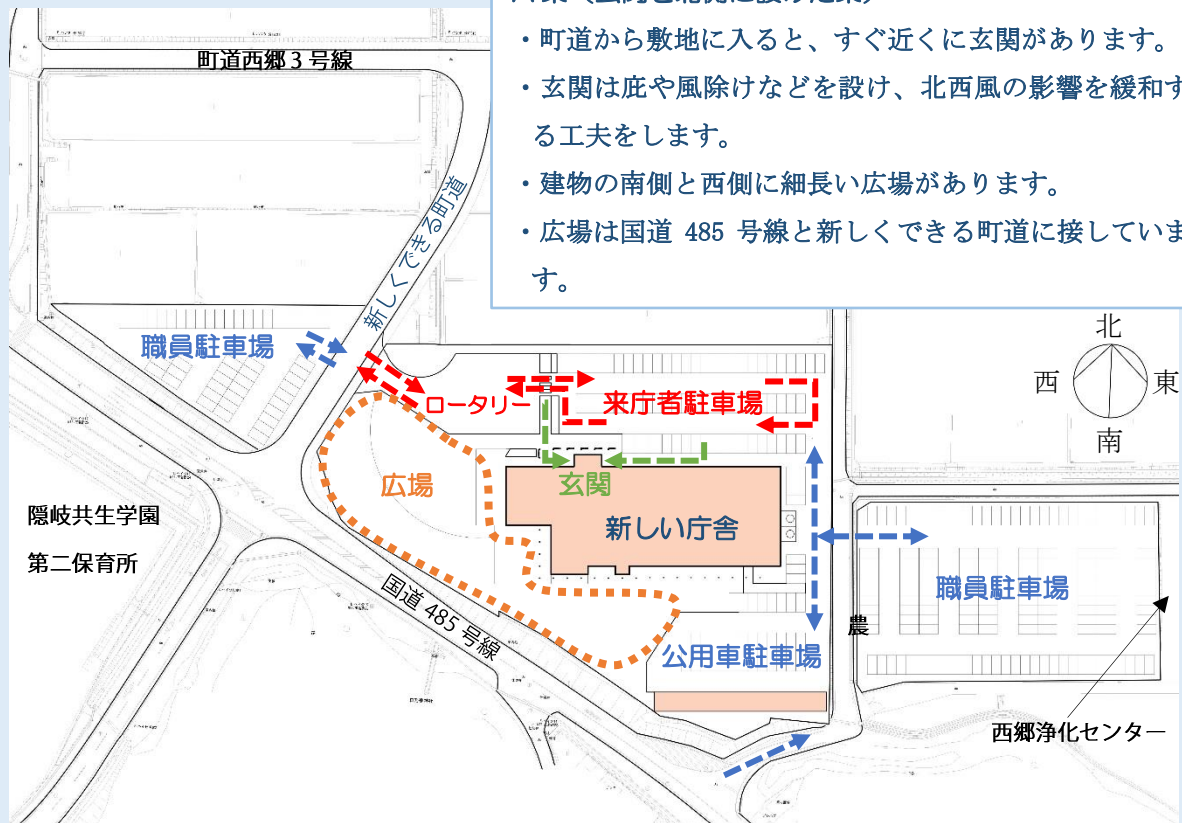 ・町道から敷地に入ると、すぐ近くに玄関があります。
・玄関は庇や風除けなどを設け、北西風の影響を緩和す
る工夫をします。
・建物の南側と西側に細長い広場があります。
・広場は国道 485 号線と新しくできる町道に接していま
す。
町道西郷3号線
新しくできる町道
職員駐車場
ロータリー
来庁者駐車場
北
西
東
南
広場
玄関
新しい庁舎
隠岐共生学園
第二保育所
国道 485 号線
職員駐車場
農
公用車駐車場
西郷浄化センター